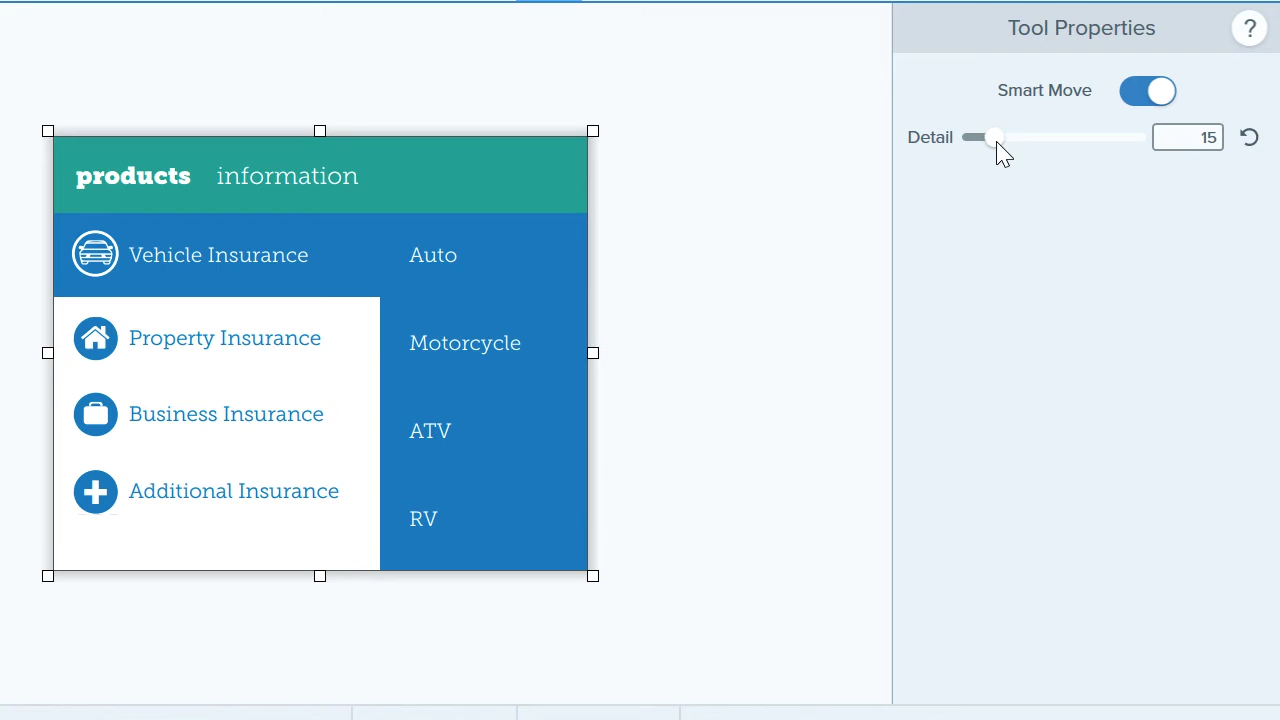 Tool Properties
?
Smart Move
Detail 15
products information
Vehicle Insurance
Auto
Property Insurance
Motorcycle
Business Insurance
ATV
Additional Insurance
RV